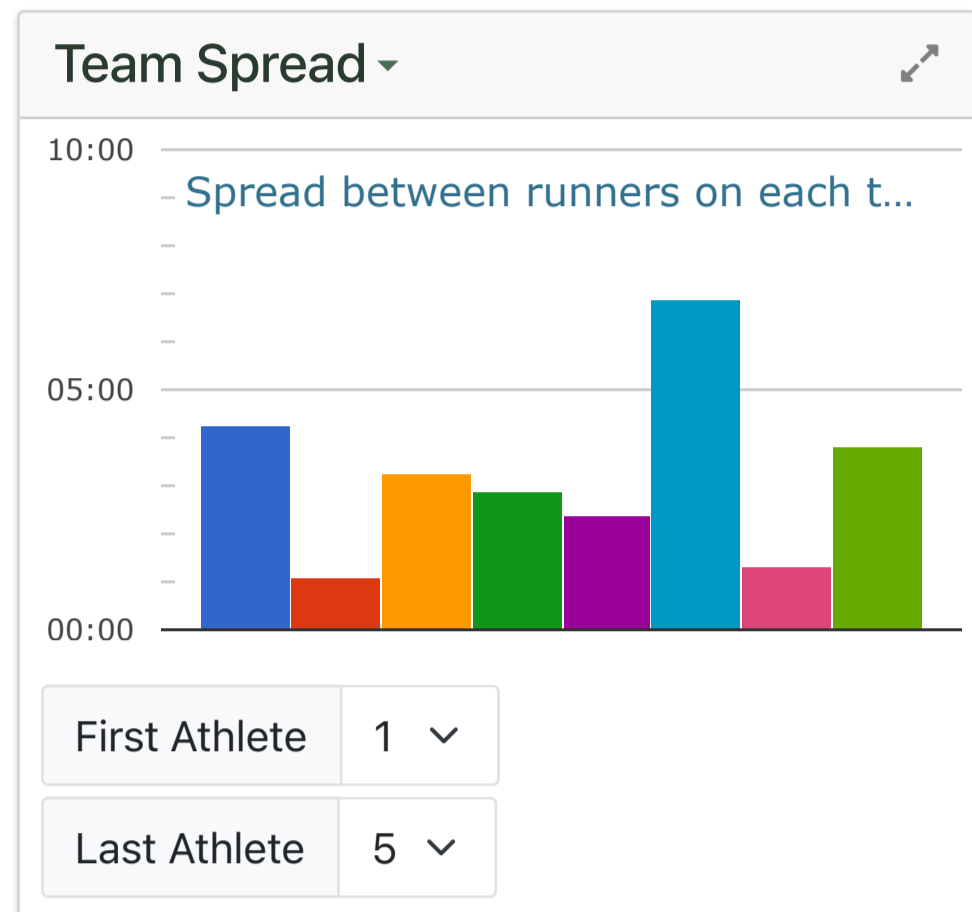 Team Spread
10:00
Spread between runners on each t...
05:00
00:00
First Athlete 1
Last Athlete 5